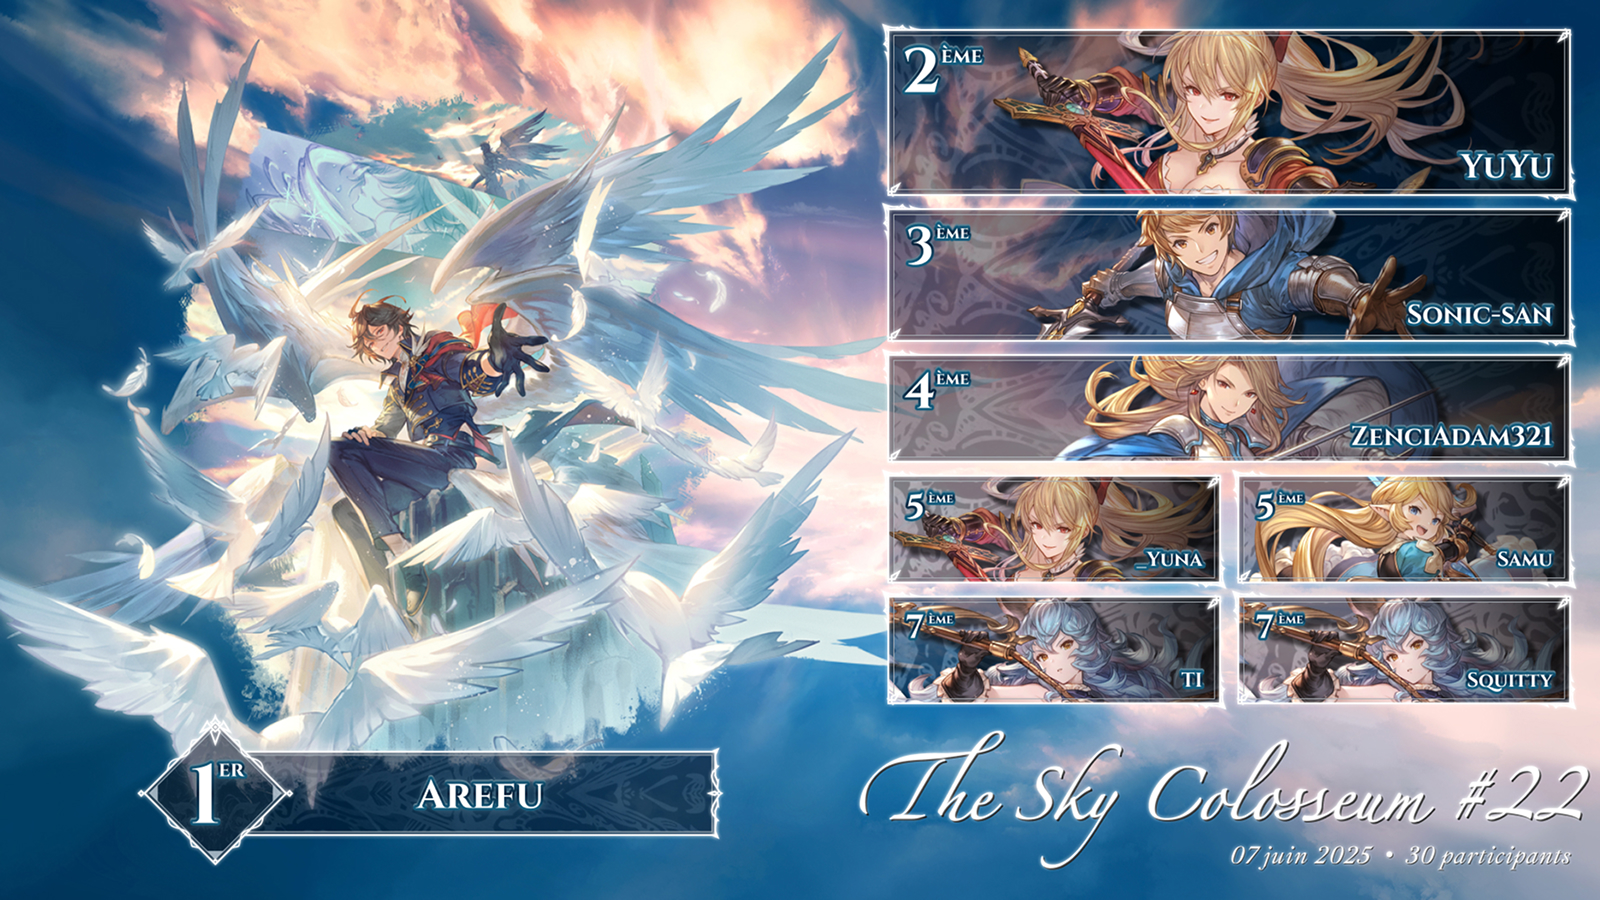 1ER
AREFU
2ÈME
YUYU
3ÈME
SONIC-SAN
4ÈME
ZENCIADAM321
5ÈME
_YUNA
5ÈME
SAMU
7ÈME
TI
7ÈME
SQUITTY
The Sky Colosseum #22
07 juin 2025 • 30 participants